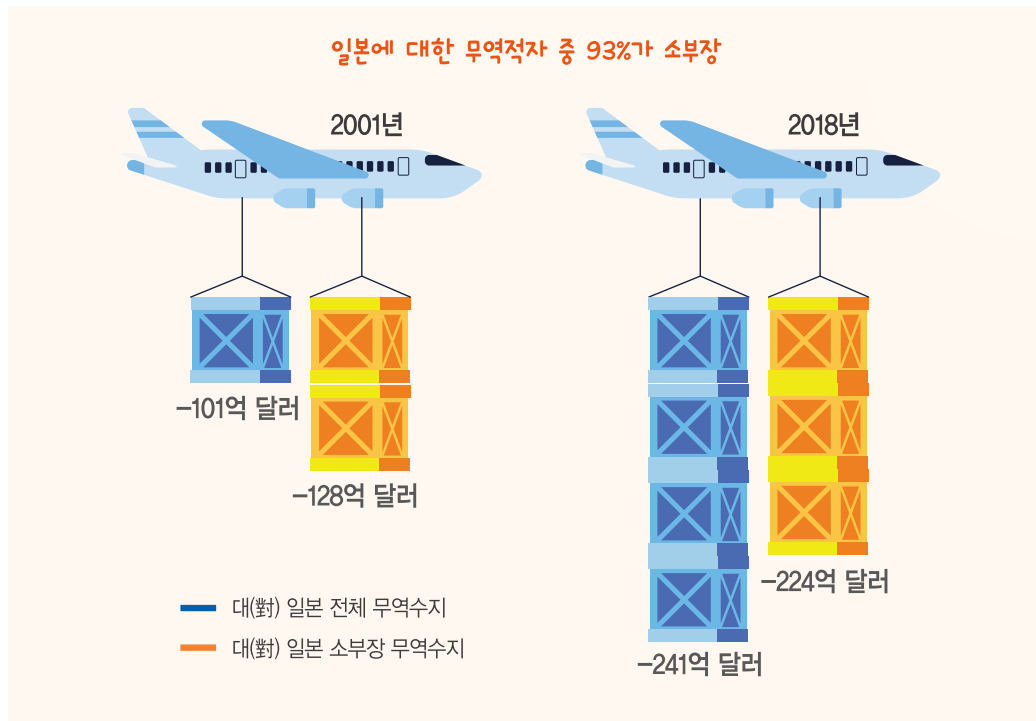 일본에 대한 무역적자 중 93%가 소부장
2001년
2018년
-101억 달러
-128억 달러
-224억 달러
-241억 달러
대(對) 일본 전체 무역수지
대(對) 일본 소부장 무역수지